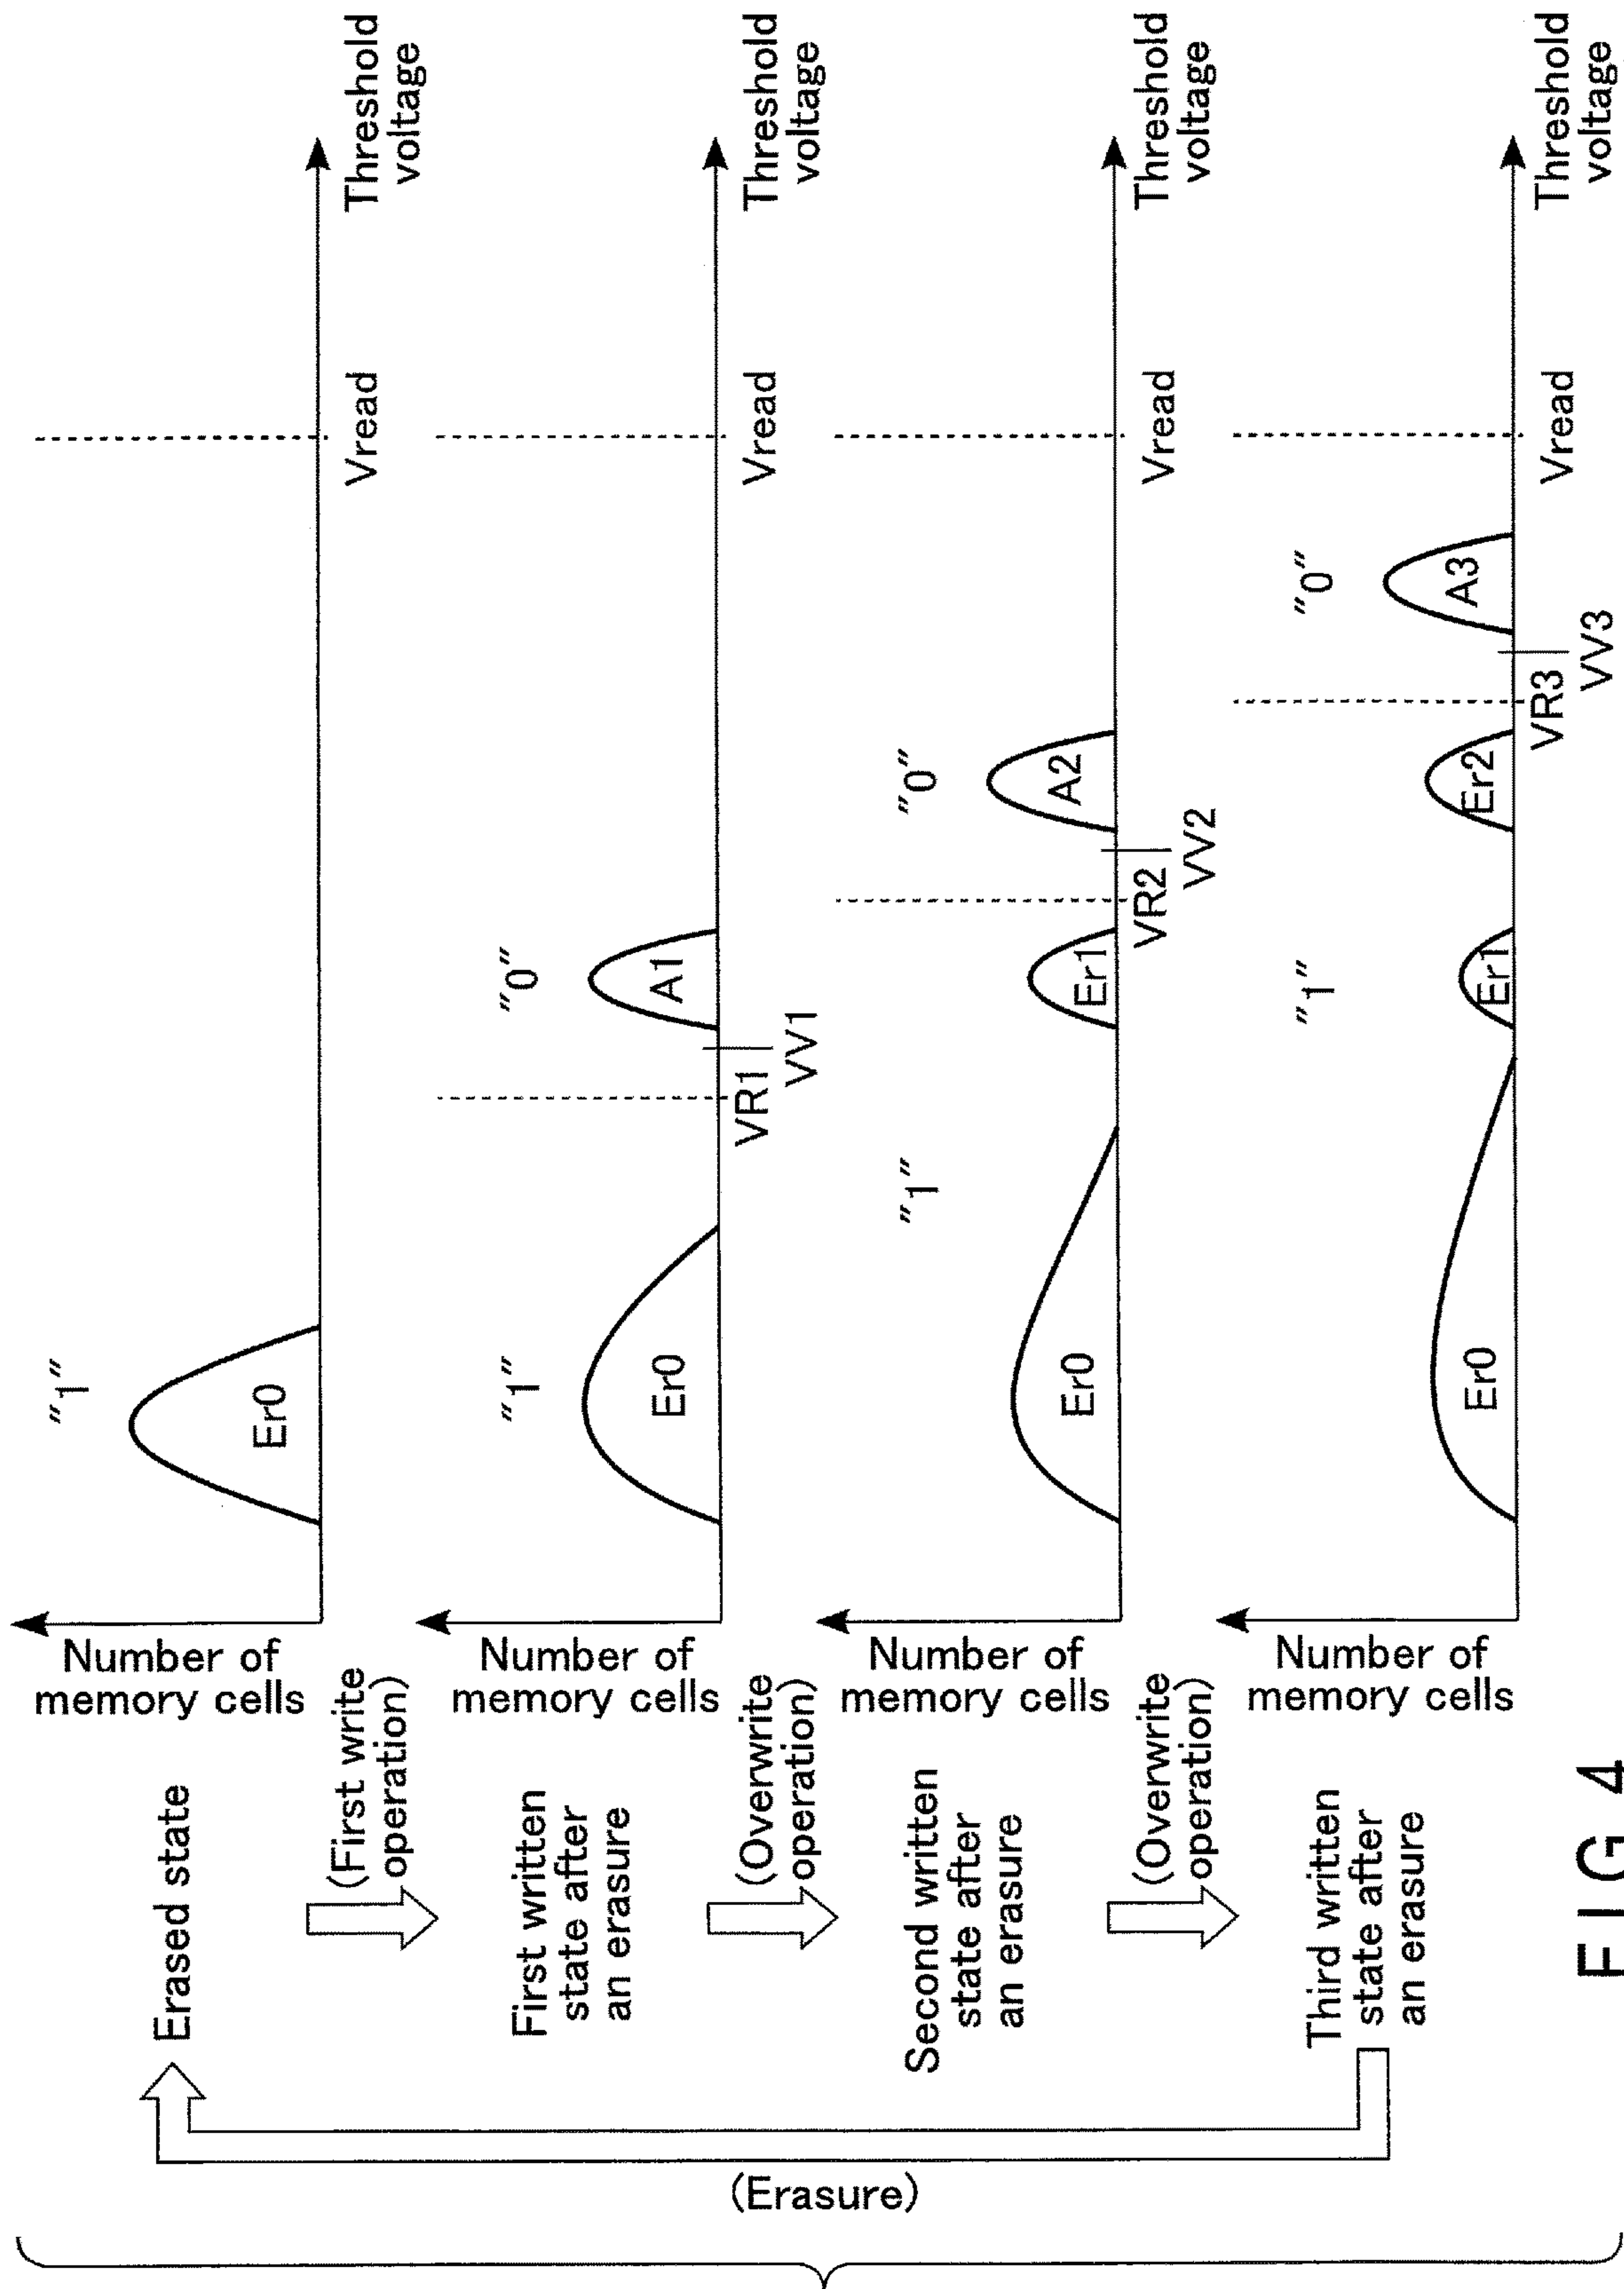 Erased state
Number of
memory cells
"1"
Er0
Vread
Threshold
voltage
(First write
operation)
First written
state after
an erasure
Number of
memory cells
"1"
Er0
"0"
A1
VR1
VV1
Vread
Threshold
voltage
(Overwrite
operation)
Second written
state after
an erasure
Number of
memory cells
"1"
Er0
Er1
"0"
A2
VR2
VV2
Vread
Threshold
voltage
(Overwrite
operation)
Third written
state after
an erasure
Number of
memory cells
"1"
Er0
Er1
Er2
"0"
A3
VR3
VV3
Vread
Threshold
voltage
(Erasure)
FIG 4